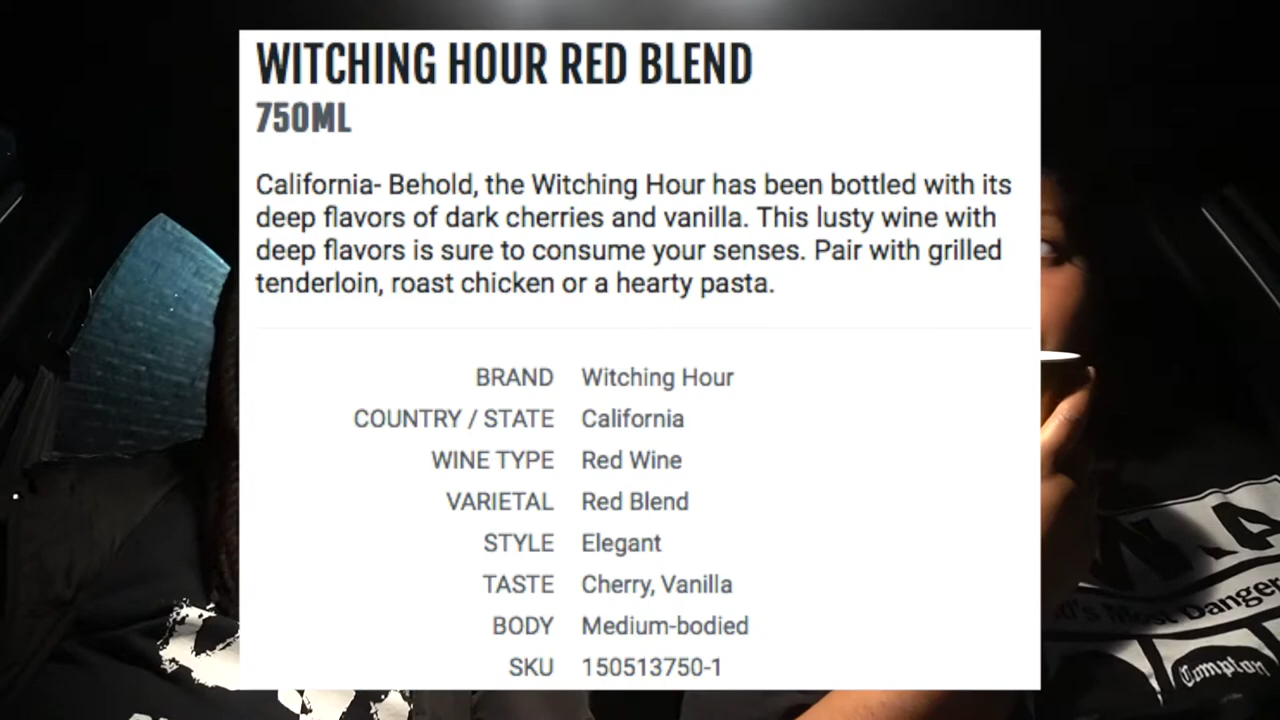 WITCHING HOUR RED BLEND
750ML
California- Behold, the Witching Hour has been bottled with its
deep flavors of dark cherries and vanilla. This lusty wine with
deep flavors is sure to consume your senses. Pair with grilled
tenderloin, roast chicken or a hearty pasta.
BRAND Witching Hour
COUNTRY / STATE California
WINE TYPE Red Wine
VARIETAL Red Blend
STYLE Elegant
TASTE Cherry, Vanilla
BODY Medium-bodied
SKU 150513750-1
N.A
Most Danger
Compton